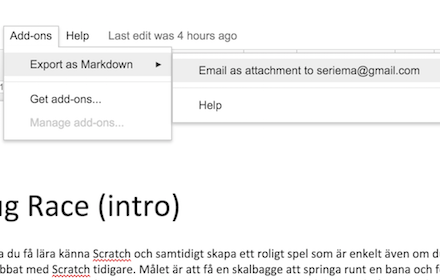 Add-ons Help Last edit was 4 hours ago
Export as Markdown ► Email as attachment to seriema@gmail.com
Get add-ons... Help
Manage add-ons...
Race (intro)
du få lära känna Scratch och samtidigt skapa ett roligt spel som är enkelt även om
med Scratch tidigare. Målet är att få en skalbagge att springa runt en bana och